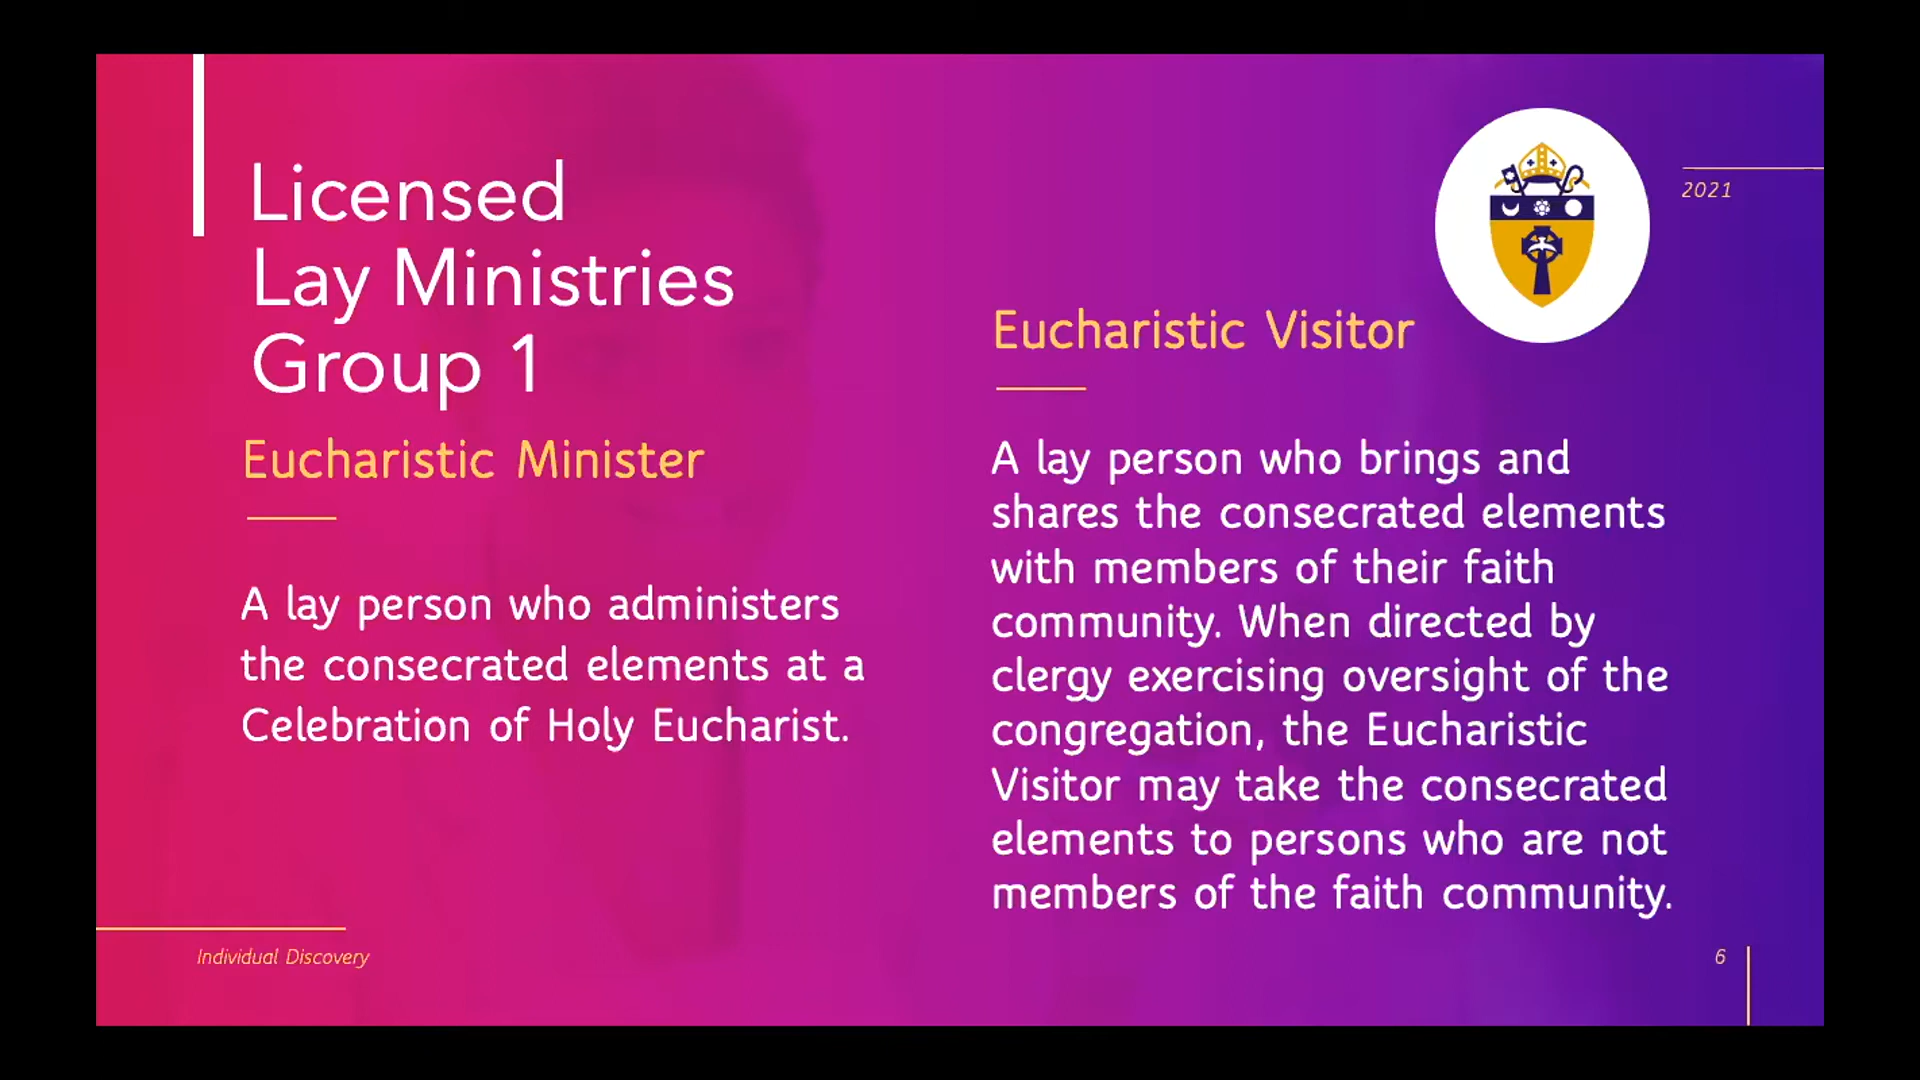 Licensed
Lay Ministries
Group 1
Eucharistic Minister
A lay person who administers
the consecrated elements at a
Celebration of Holy Eucharist.
2021
Eucharistic Visitor
A lay person who brings and
shares the consecrated elements
with members of their faith
community. When directed by
clergy exercising oversight of the
congregation, the Eucharistic
Visitor may take the consecrated
elements to persons who are not
members of the faith community.
Individual Discovery
6